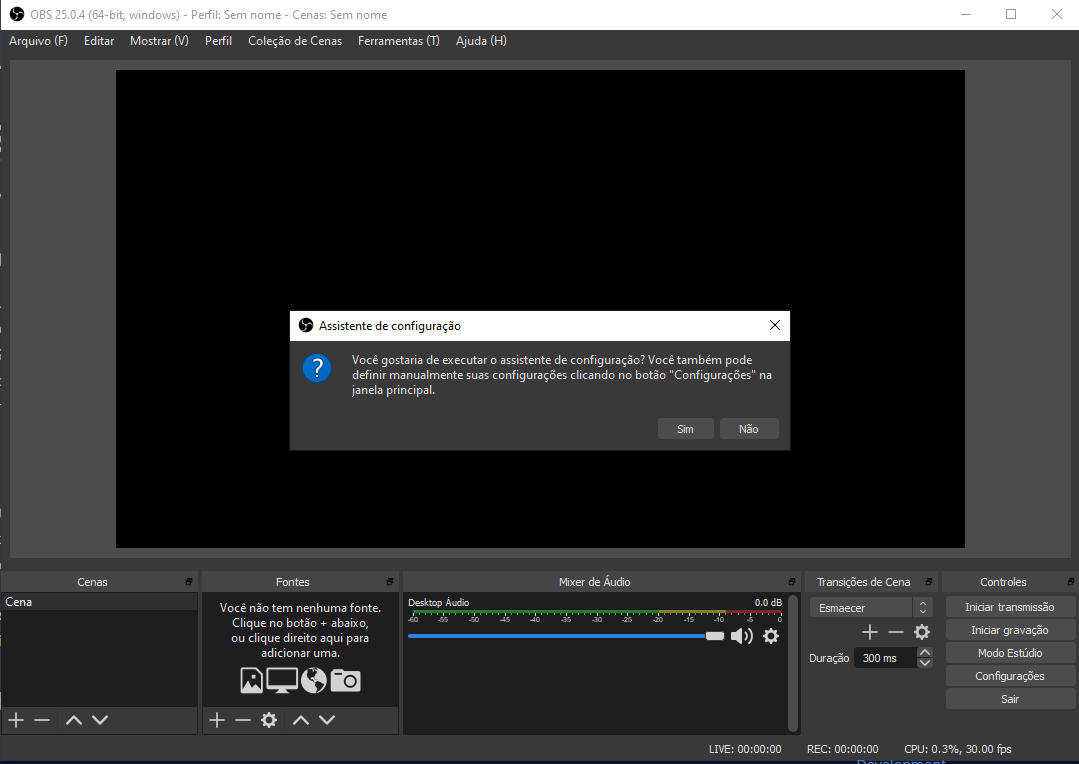 OBS 25.0.4 (64-bit, windows) - Perfil: Sem nome - Cenas: Sem nome
Arquivo (F) Editar Mostrar (V) Perfil Coleção de Cenas Ferramentas (T) Ajuda (H)
Assistente de configuração
Você gostaria de executar o assistente de configuração? Você também pode
definir manualmente suas configurações clicando no botão "Configurações" na
janela principal.
Sim Não
Cenas
Cena
Fontes
Você não tem nenhuma fonte.
Clique no botão + abaixo,
ou clique direito aqui para
adicionar uma.
Mixer de Áudio
Desktop Áudio 0.0 dB
-60 -55 -50 -45 -40 -35 -30 -25 -20 -15 -10 -5 0
Transições de Cena
Esmaecer
Duração 300 ms
Controles
Iniciar transmissão
Iniciar gravação
Modo Estúdio
Configurações
Sair
LIVE: 00:00:00 REC: 00:00:00 CPU: 0.3%, 30.00 fps
Development